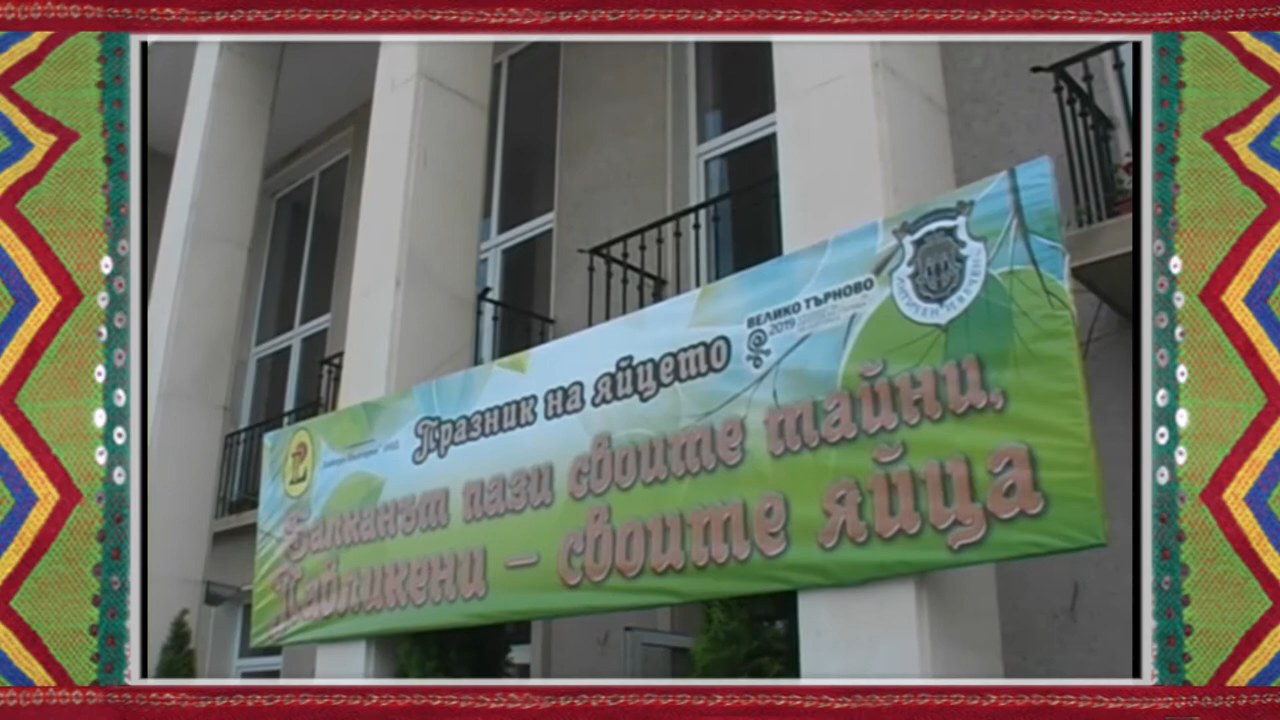 Празник на яйцето
ВЕЛИКО ТЪРНОВО
2019
Балканът пази своите тайни,
Павликени – своите яйца